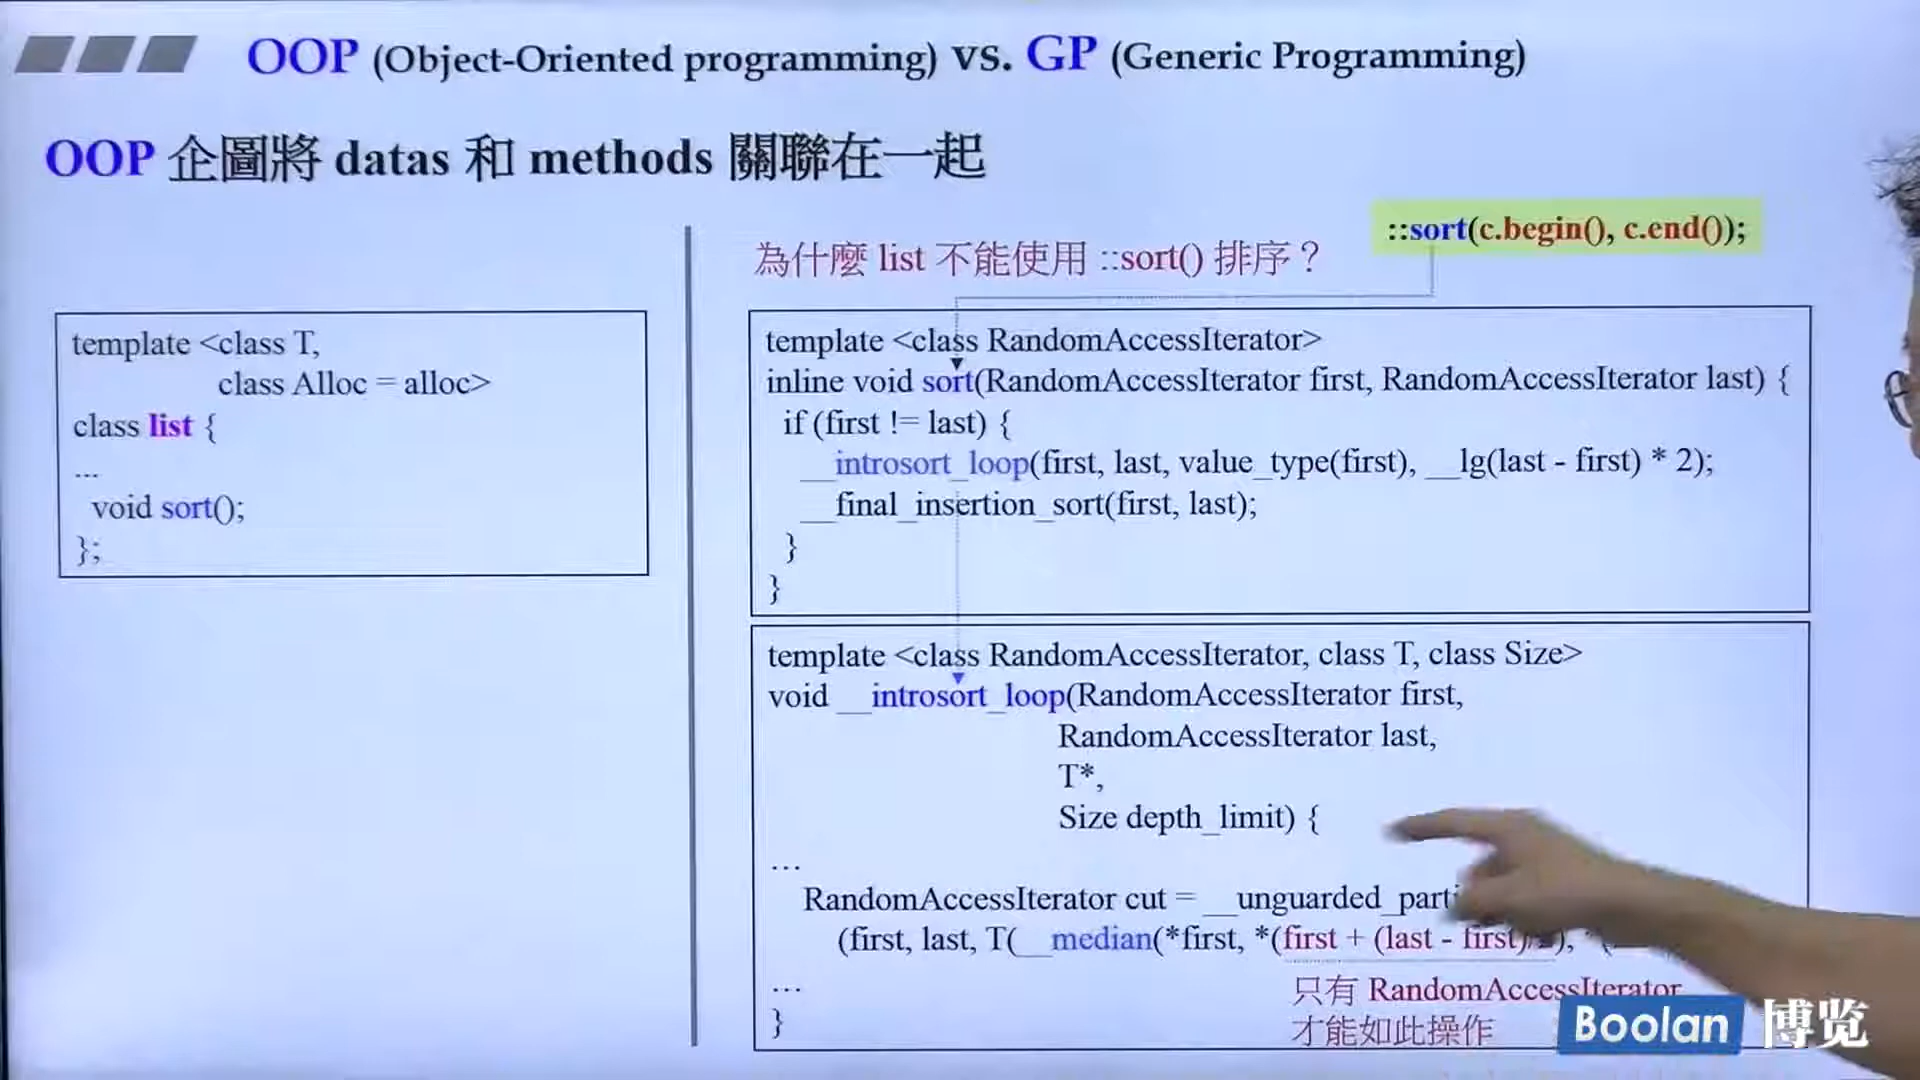 OOP (Object-Oriented programming) vs. GP (Generic Programming)
OOP 企圖將 datas 和 methods 關聯在一起
::sort(c.begin(), c.end());
為什麼 list 不能使用 ::sort() 排序？
template <class T,
class Alloc = alloc>
class list {
...
void sort();
};
template <class RandomAccessIterator>
inline void sort(RandomAccessIterator first, RandomAccessIterator last) {
if (first != last) {
__introsort_loop(first, last, value_type(first), __lg(last - first) * 2);
__final_insertion_sort(first, last);
}
}
template <class RandomAccessIterator, class T, class Size>
void __introsort_loop(RandomAccessIterator first,
RandomAccessIterator last,
T*,
Size depth_limit) {
...
RandomAccessIterator cut =
(first, last, T(__median(*first, *(first + (last - first)
...
}
只有 RandomAccessIterator
才能如此操作
Boolan 博览